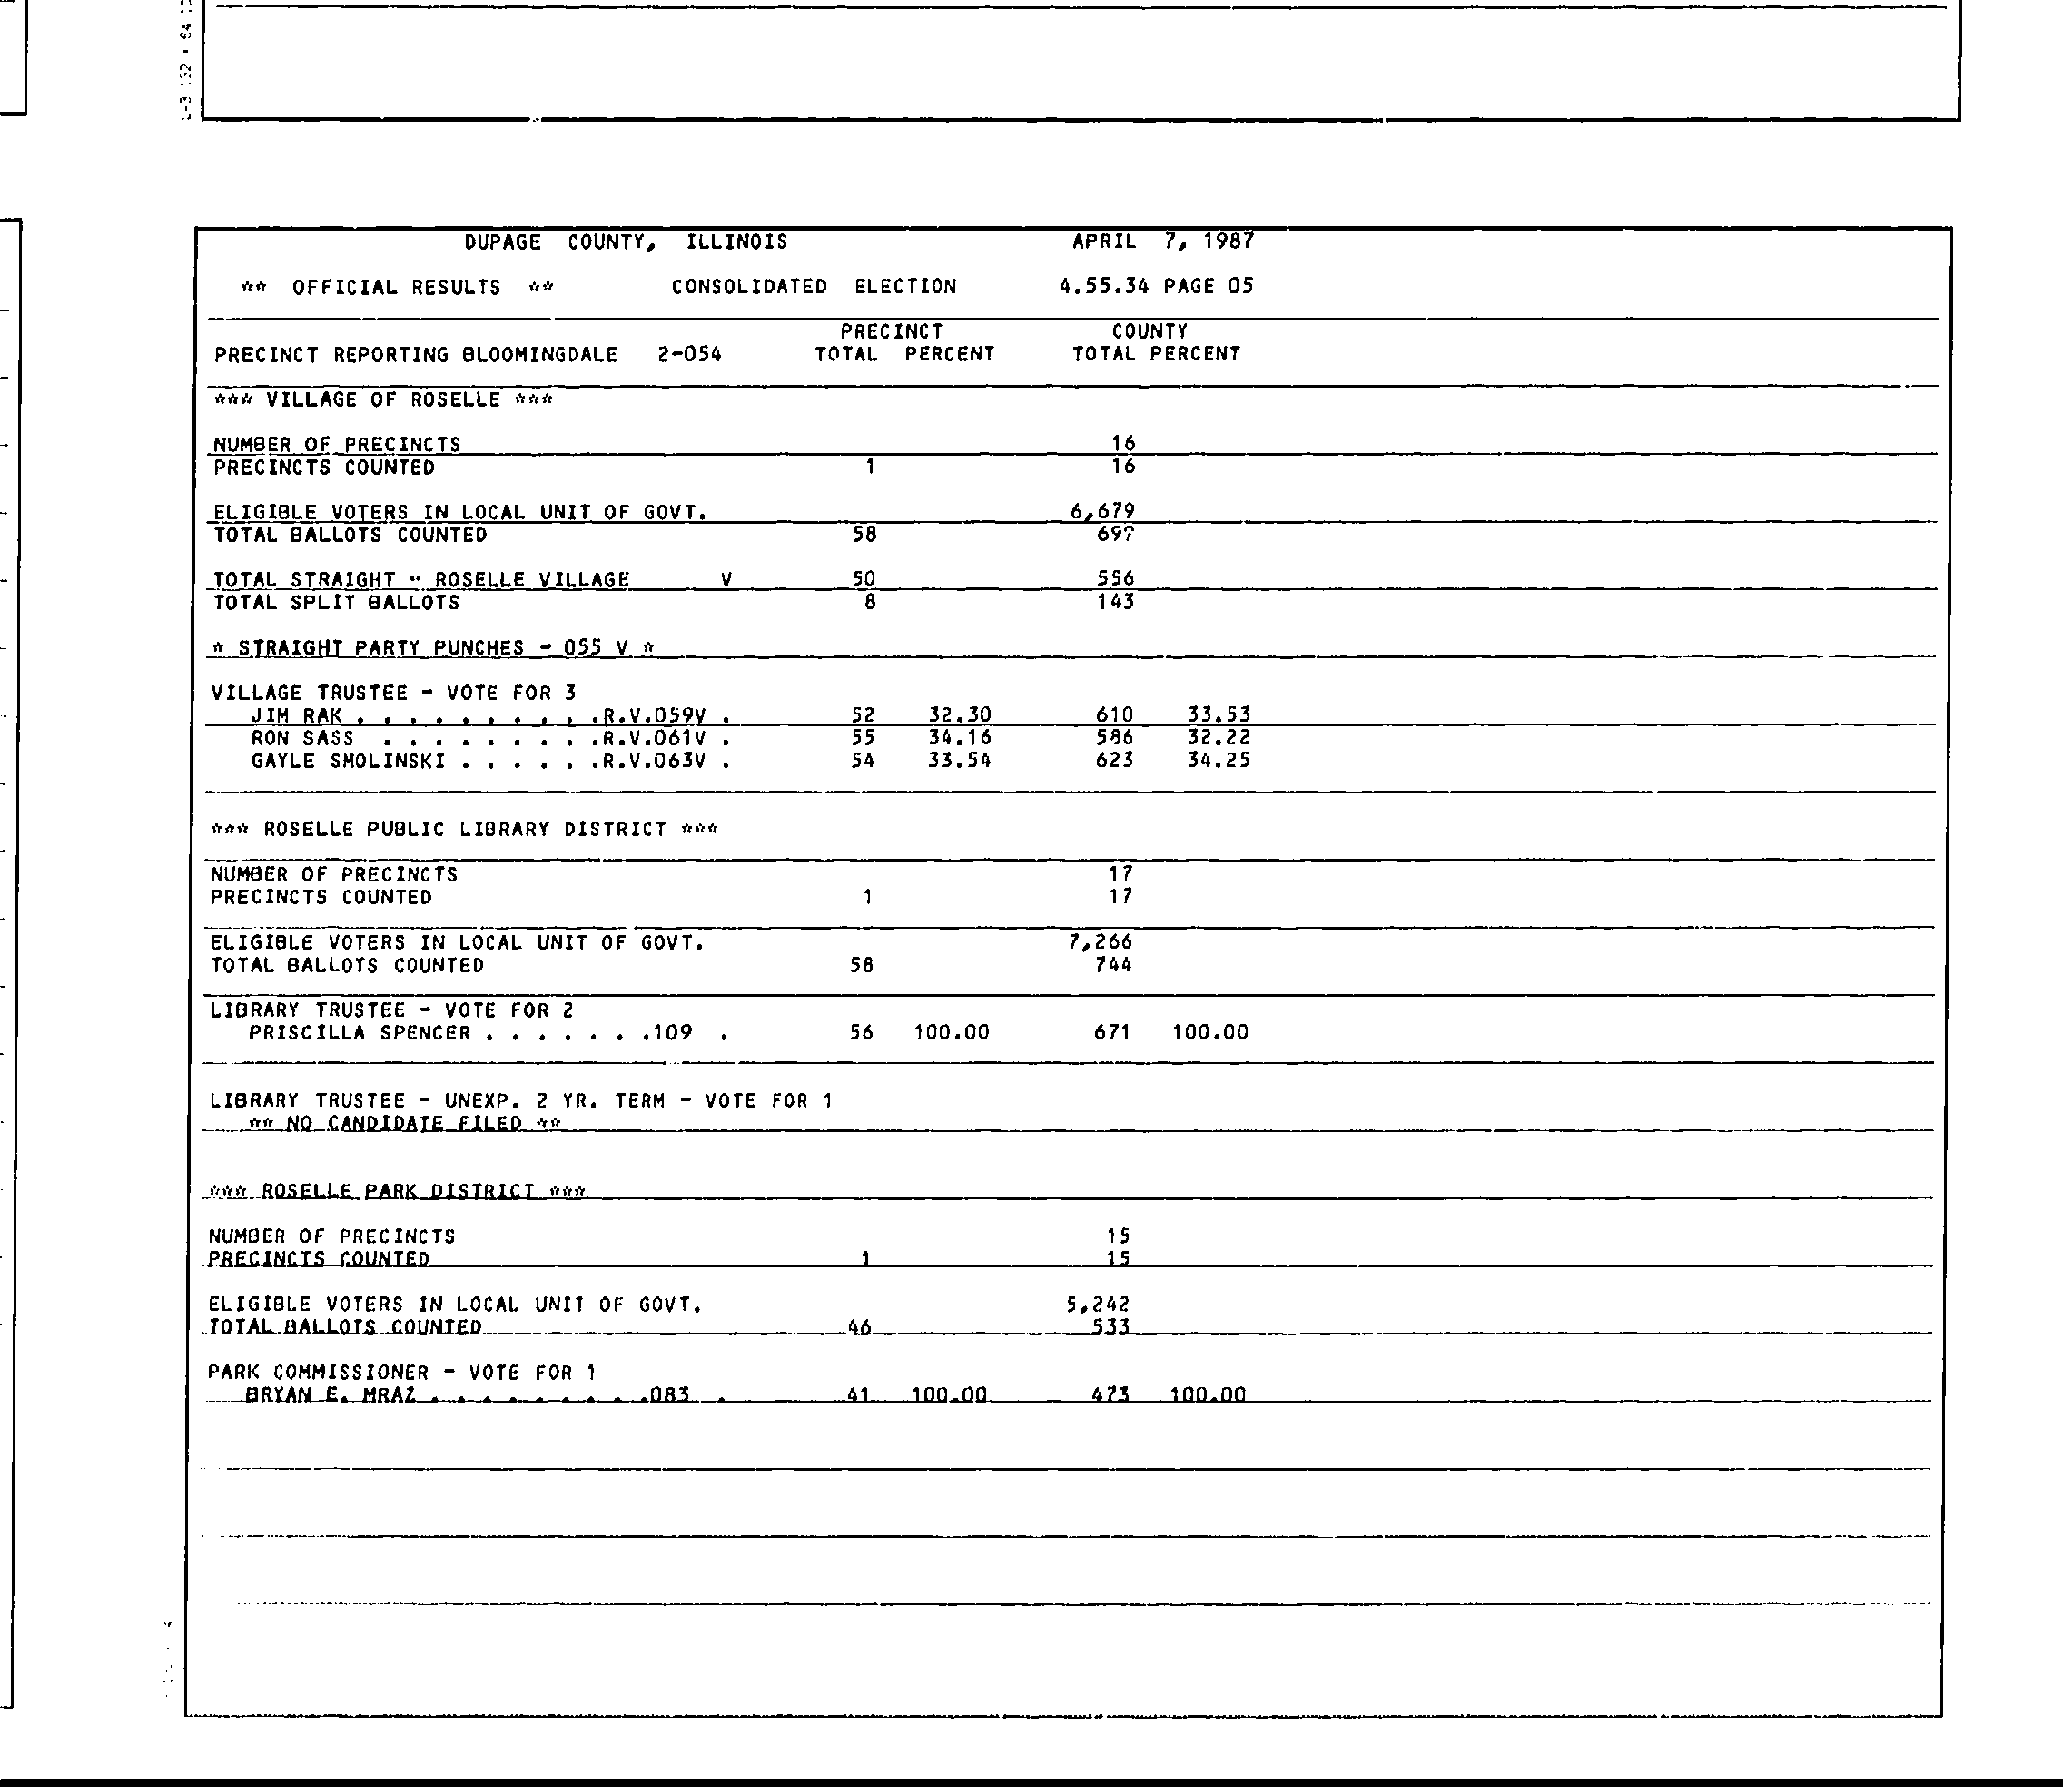 DUPAGE COUNTY, ILLINOIS APRIL 7, 1987
** OFFICIAL RESULTS ** CONSOLIDATED ELECTION 4.55.34 PAGE 05
PRECINCT COUNTY
PRECINCT REPORTING BLOOMINGDALE 2-054 TOTAL PERCENT TOTAL PERCENT
*** VILLAGE OF ROSELLE ***
NUMBER OF PRECINCTS 16
PRECINCTS COUNTED 1 16
ELIGIBLE VOTERS IN LOCAL UNIT OF GOVT. 6,679
TOTAL BALLOTS COUNTED 58
TOTAL STRAIGHT - ROSELLE VILLAGE V 50 556
TOTAL SPLIT BALLOTS 8 143
* STRAIGHT PARTY PUNCHES - 055 V *
VILLAGE TRUSTEE - VOTE FOR 3
JIM RAK . . . . . . . . . .R.V.059V . 52 32.30 610 33.53
RON SASS . . . . . . . . .R.V.061V . 55 34.16 586 32.22
GAYLE SMOLINSKI . . . . . .R.V.063V . 54 33.54 623 34.25
*** ROSELLE PUBLIC LIBRARY DISTRICT ***
NUMBER OF PRECINCTS 17
PRECINCTS COUNTED 1 17
ELIGIBLE VOTERS IN LOCAL UNIT OF GOVT. 7,266
TOTAL BALLOTS COUNTED 58 744
LIBRARY TRUSTEE - VOTE FOR 2
PRISCILLA SPENCER . . . . . . .109 . 56 100.00 671 100.00
LIBRARY TRUSTEE - UNEXP. 2 YR. TERM - VOTE FOR 1
** NO CANDIDATE FILED **
*** ROSELLE PARK DISTRICT ***
NUMBER OF PRECINCTS 15
PRECINCTS COUNTED 1 15
ELIGIBLE VOTERS IN LOCAL UNIT OF GOVT. 5,242
TOTAL BALLOTS COUNTED 46 533
PARK COMMISSIONER - VOTE FOR 1
BRYAN E. MRAZ . . . . . . . . .083 . 41 100.00 473 100.00